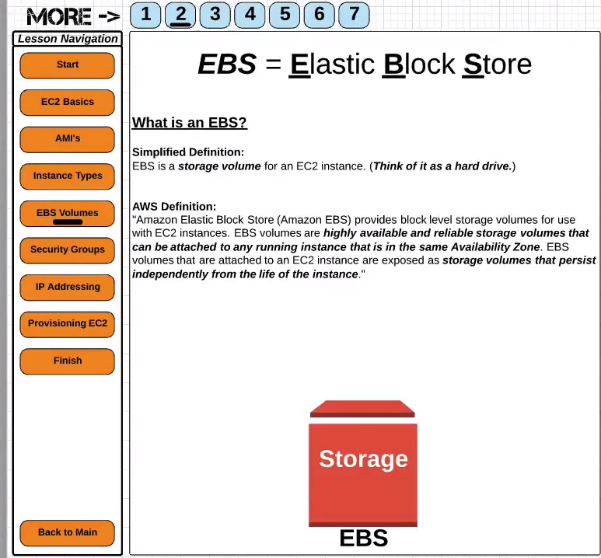 MORE -> 1 2 3 4 5 6 7
Lesson Navigation
Start
EC2 Basics
AMI's
Instance Types
EBS Volumes
Security Groups
IP Addressing
Provisioning EC2
Finish
Back to Main
EBS = Elastic Block Store
What is an EBS?
Simplified Definition:
EBS is a storage volume for an EC2 instance. (Think of it as a hard drive.)
AWS Definition:
"Amazon Elastic Block Store (Amazon EBS) provides block level storage volumes for use
with EC2 instances. EBS volumes are highly available and reliable storage volumes that
can be attached to any running instance that is in the same Availability Zone. EBS
volumes that are attached to an EC2 instance are exposed as storage volumes that persist
independently from the life of the instance."
Storage
EBS